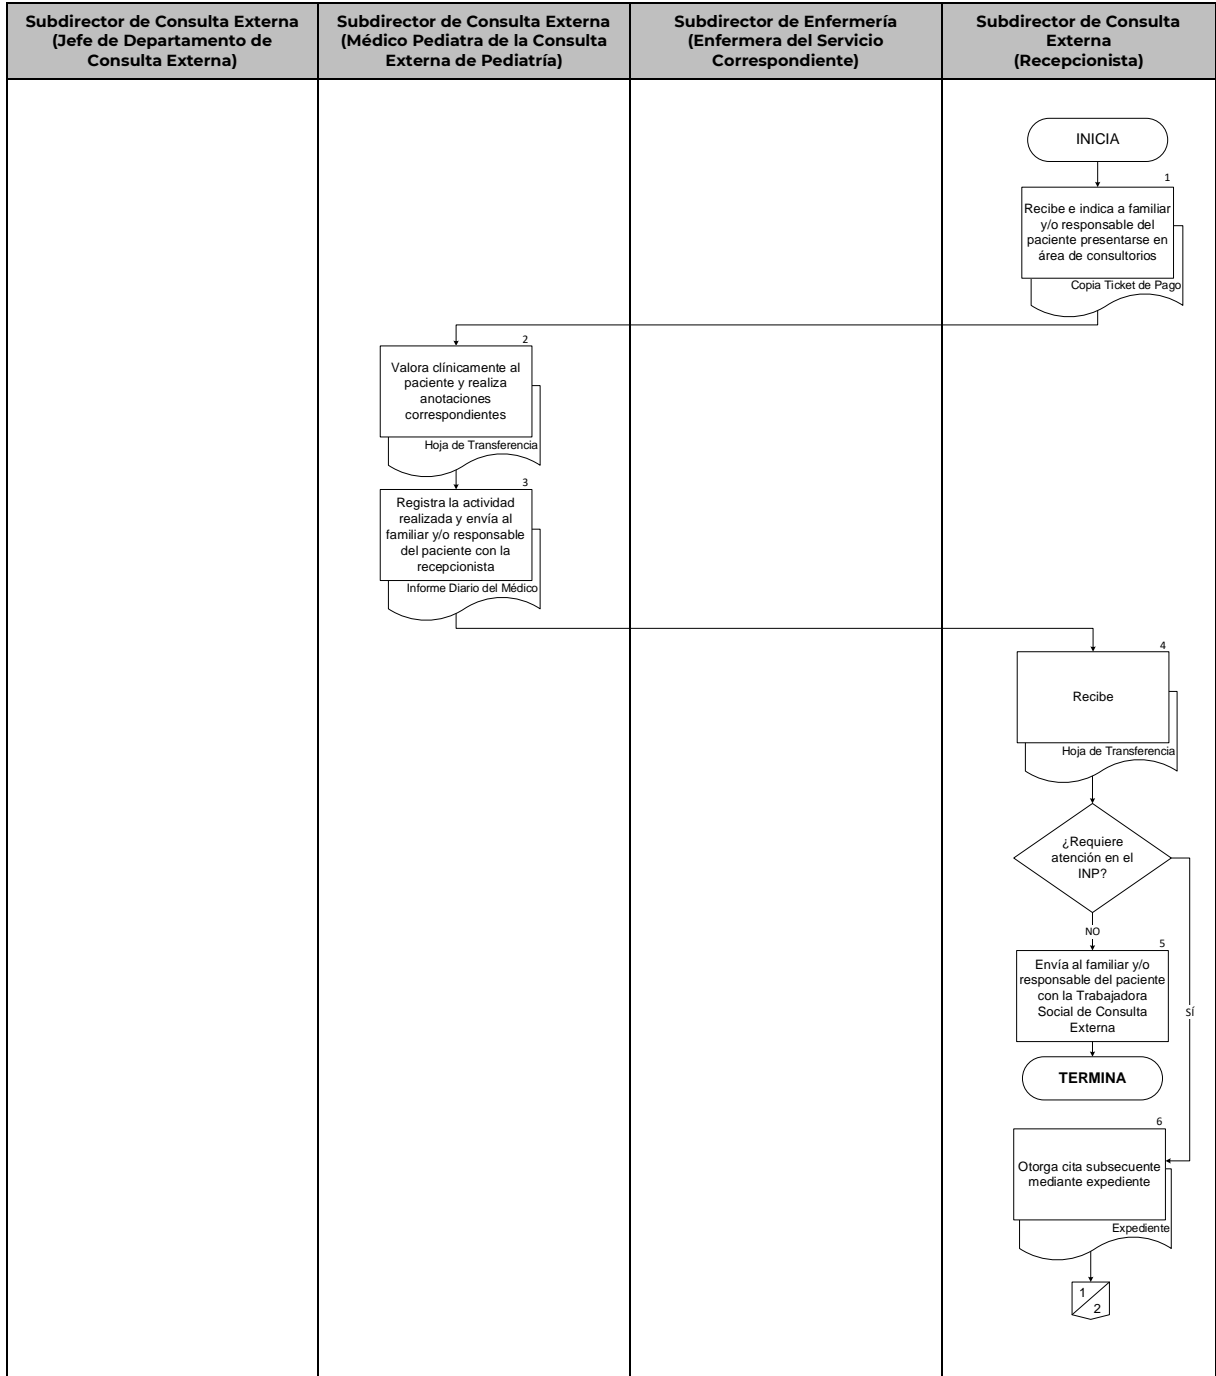 Subdirector de Consulta Externa
(Jefe de Departamento de
Consulta Externa)
Subdirector de Consulta Externa
(Médico Pediatra de la Consulta
Externa de Pediatría)
Subdirector de Enfermería
(Enfermera del Servicio
Correspondiente)
Subdirector de Consulta
Externa
(Recepcionista)
INICIA
1
Recibe e indica a familiar
y/o responsable del
paciente presentarse en
área de consultorios
Copia Ticket de Pago
2
Valora clínicamente al
paciente y realiza
anotaciones
correspondientes
Hoja de Transferencia
3
Registra la actividad
realizada y envía al
familiar y/o responsable
del paciente con la
recepcionista
Informe Diario del Médico
4
Recibe
Hoja de Transferencia
¿Requiere
atención en el
INP?
NO
5
Envía al familiar y/o
responsable del paciente
con la Trabajadora
Social de Consulta
Externa
SÍ
TERMINA
6
Otorga cita subsecuente
mediante expediente
Expediente
1
2